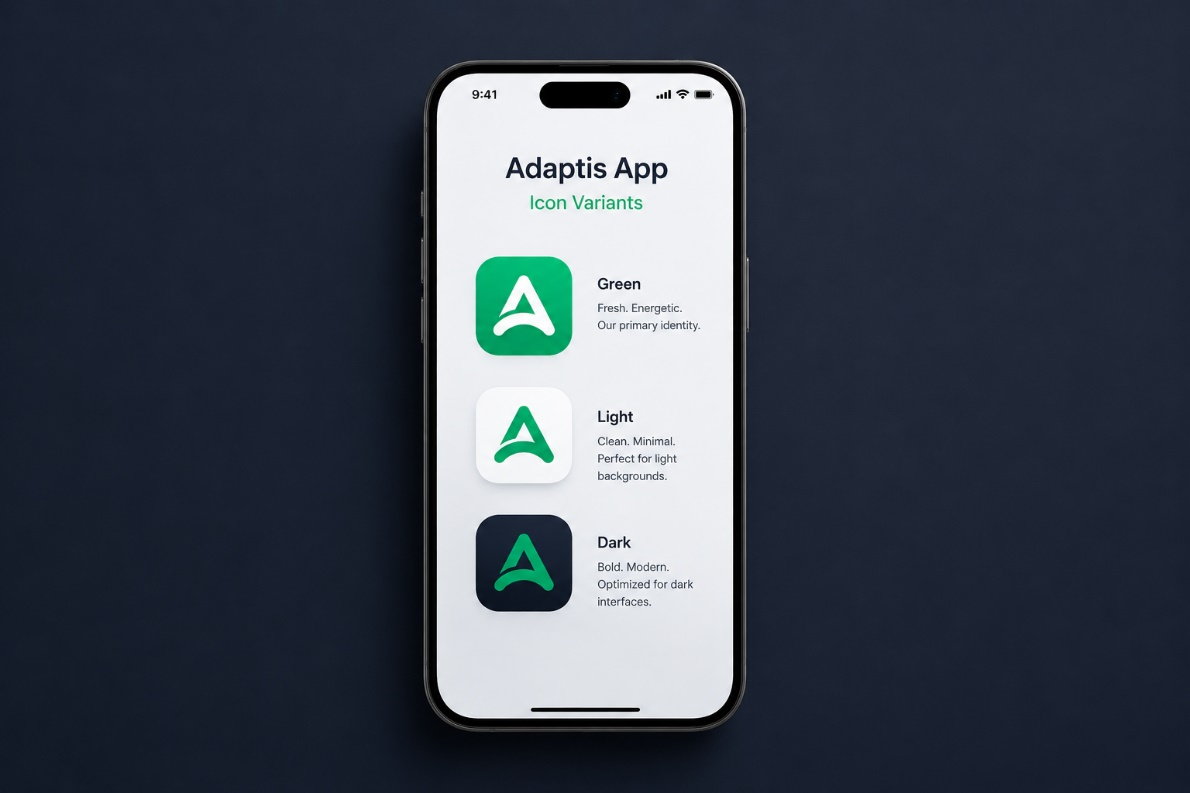 9:41
Adaptis App
Icon Variants
Green
Fresh. Energetic.
Our primary identity.
Light
Clean. Minimal.
Perfect for light
backgrounds.
Dark
Bold. Modern.
Optimized for dark
interfaces.